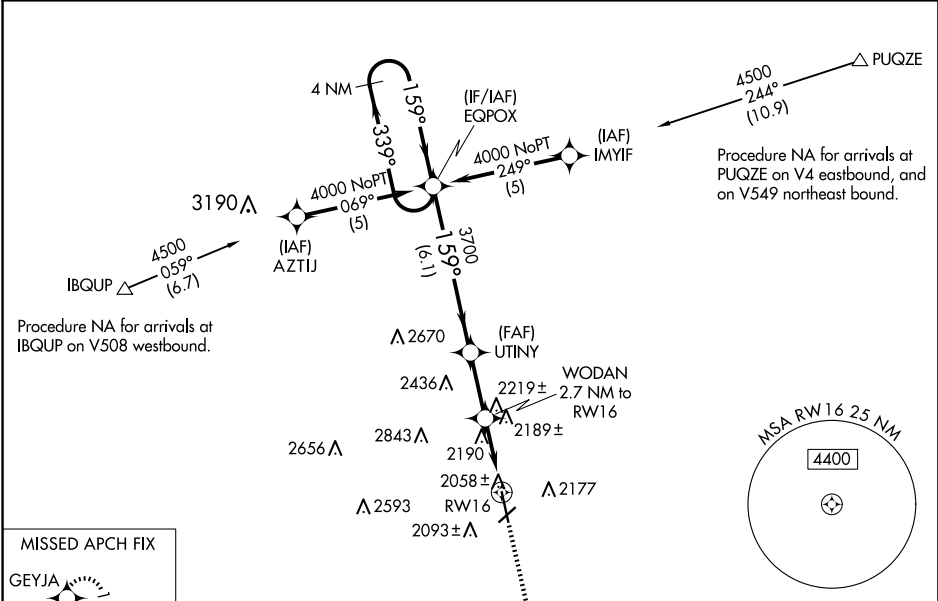 4 NM
159°
339°
(IF/IAF)
EQPOX
4500
244°
(10.9)
PUQZE
(IAF)
IMYIF
4000 NoPT
249°
(5)
Procedure NA for arrivals at
PUQZE on V4 eastbound, and
on V549 northeast bound.
4000 NoPT
069°
(5)
3190
(IAF)
AZTIJ
4500
059°
(6.7)
IBQUP
Procedure NA for arrivals at
IBQUP on V508 westbound.
3700
159°
(6.1)
2670
(FAF)
UTINY
2436
WODAN
2.7 NM to
RW16
2219±
2189±
2843
2190
2656
2058±
RW16
2177
2593
2093±
MSA RW16 25 NM
4400
MISSED APCH FIX
GEYJA